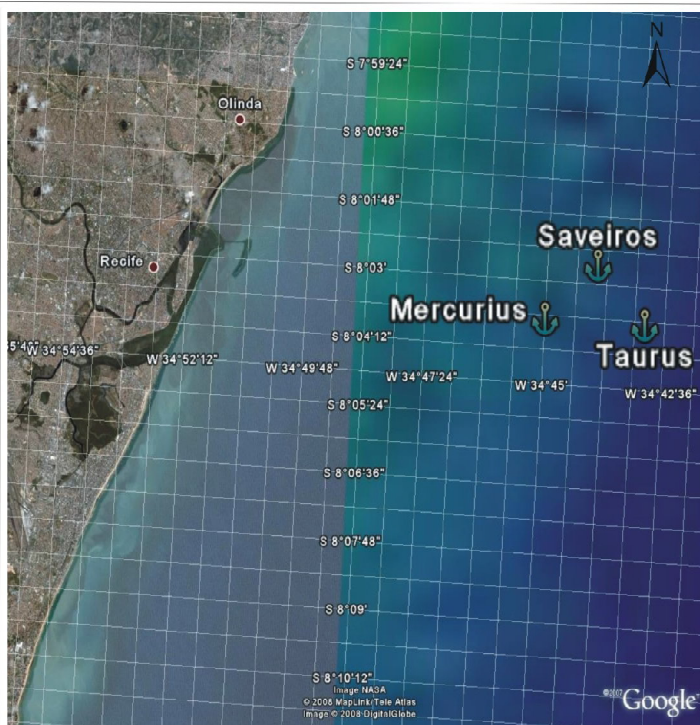 N
S 7°59'24"
Olinda
S 8°00'36"
S 8°01'48"
Saveiros
Recife
S 8°03'
Mercurius
S 8°04'12"
Taurus
W 34°54'36"
W 34°52'12"
W 34°49'48"
W 34°47'24"
W 34°45'
W 34°42'36"
S 8°05'24"
S 8°06'36"
S 8°07'48"
S 8°09'
S 8°10'12"
Image NASA
© 2008 MapLink/Tele Atlas
Image © 2008 DigitalGlobe
©2007 Google